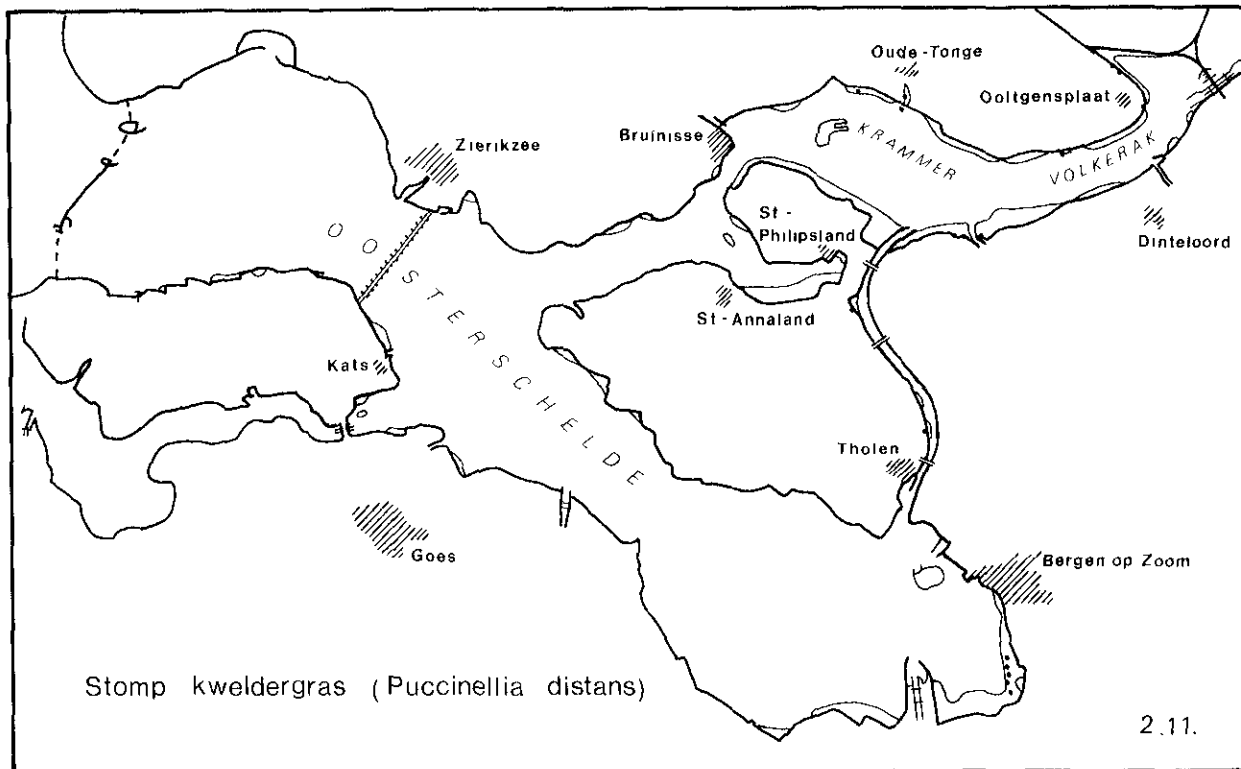 Oude-Tonge
Ooltgensplaat
Zierikzee
Bruinisse
KRAMMER
VOLKERAK
St -
Philipsland
Dinteloord
OOSTERSCHELDE
St-Annaland
Kats
Tholen
Goes
Bergen op Zoom
Stomp kweldergras (Puccinellia distans)
2.11.